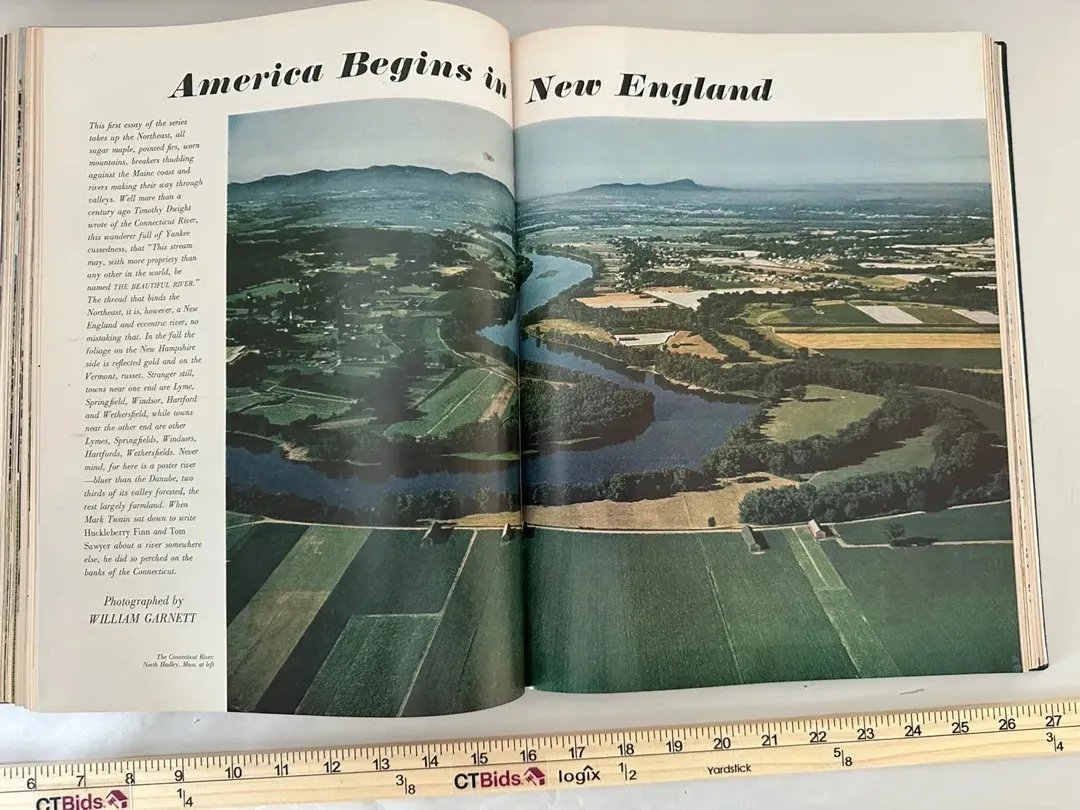 America Begins in New England
This first essay of the series
takes up the Northeast, all
sugar maple, pointed firs, worn
mountains, breakers thudding
against the Maine coast and
rivers making their way through
valleys. Well more than a
century ago Timothy Dwight
wrote of the Connecticut River,
this wanderer full of Yankee
cussedness, that "This stream
may, with more propriety than
any other in the world, be
named THE BEAUTIFUL RIVER."
The thread that binds the
Northeast, it is, however, a New
England and eccentric river, no
mistaking that. In the fall the
foliage on the New Hampshire
side is reflected gold and on the
Vermont, russet. Stranger still,
towns near one end are Lyme,
Springfield, Windsor, Hartford
and Wethersfield, while towns
near the other end are other
Lymes, Springfields, Windsors,
Hartfords, Wethersfields. Never
mind, for here is a poster river
—bluer than the Danube, two
thirds of its valley forested, the
rest largely farmland. When
Mark Twain sat down to write
Huckleberry Finn and Tom
Sawyer about a river somewhere
else, he did so perched on the
banks of the Connecticut.
Photographed by
WILLIAM GARNETT
The Connecticut River:
North Hadley, Mass. at left
6 7 8 9 10 11 12 13 14 15 16 17 18 19 20 21 22 23 24 25 26 27
CTBids 1/4 3/8 CTBids logix 1/2 Yardstick 5/8 3/4